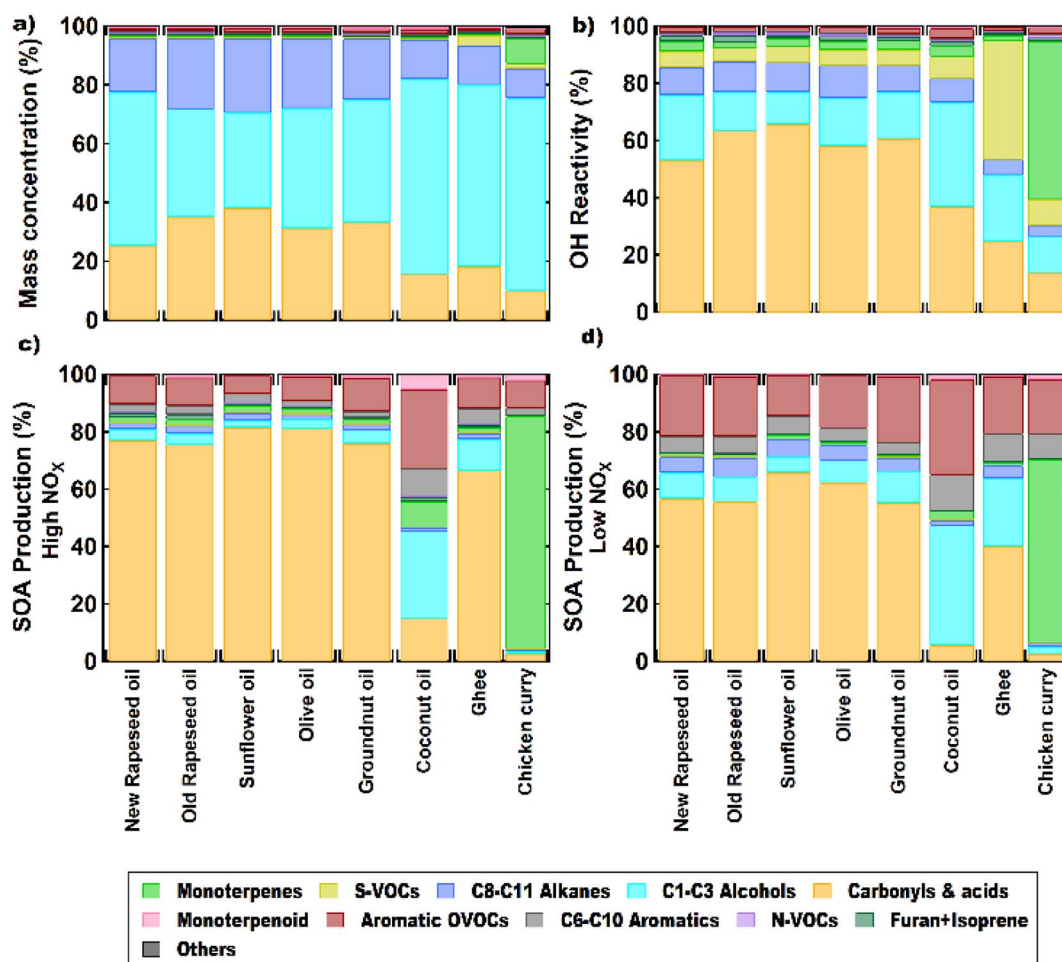 a)
Mass concentration (%)
100
80
60
40
20
0
b)
OH Reactivity (%)
100
80
60
40
20
0
c)
SOA Production (%)
High NOX
100
80
60
40
20
0
d)
SOA Production (%)
Low NOX
100
80
60
40
20
0
New Rapeseed oil
Old Rapeseed oil
Sunflower oil
Olive oil
Groundnut oil
Coconut oil
Ghee
Chicken curry
New Rapeseed oil
Old Rapeseed oil
Sunflower oil
Olive oil
Groundnut oil
Coconut oil
Ghee
Chicken curry
Monoterpenes S-VOCs C8-C11 Alkanes C1-C3 Alcohols Carbonyls & acids
Monoterpenoid Aromatic OVOCs C6-C10 Aromatics N-VOCs Furan+Isoprene
Others